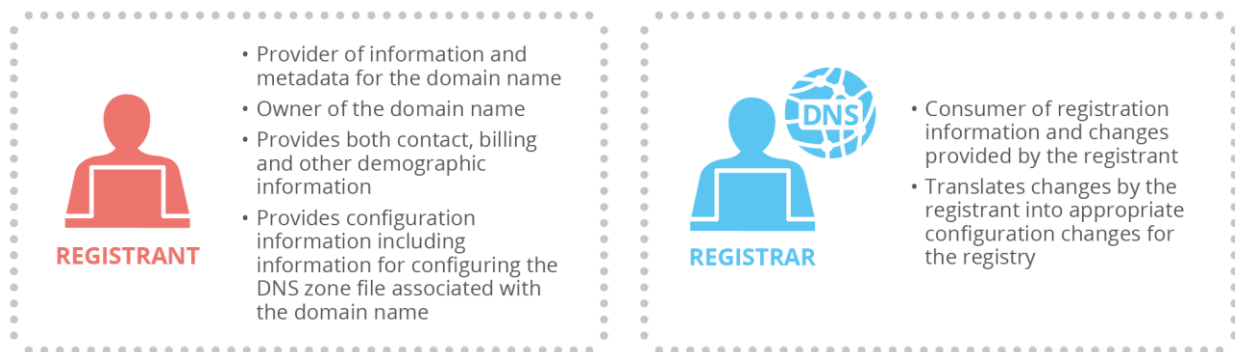 • Provider of information and
metadata for the domain name
• Owner of the domain name
• Provides both contact, billing
and other demographic
information
• Provides configuration
information including
information for configuring the
DNS zone file associated with
the domain name
REGISTRANT
DNS
• Consumer of registration
information and changes
provided by the registrant
• Translates changes by the
registrant into appropriate
configuration changes for
the registry
REGISTRAR